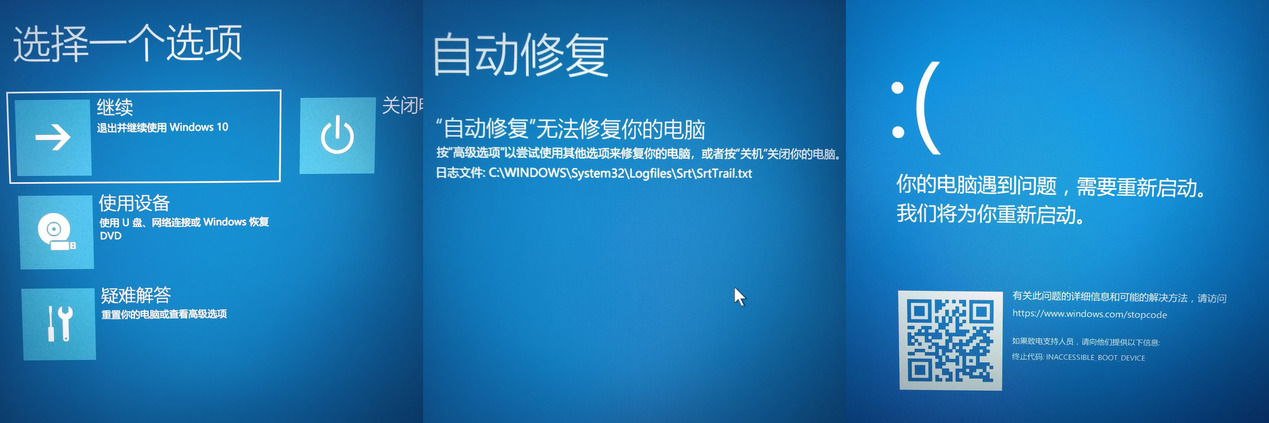 选择一个选项
继续
退出并继续使用 Windows 10
关闭
使用设备
使用 U 盘、网络连接或 Windows 恢复
DVD
疑难解答
重置你的电脑或查看高级选项
自动修复
“自动修复”无法修复你的电脑
按“高级选项”以尝试使用其他选项来修复你的电脑，或者按“关机”关闭你的电脑。
日志文件: C:\WINDOWS\System32\Logfiles\Srt\SrtTrail.txt
:(
你的电脑遇到问题，需要重新启动。
我们将为你重新启动。
有关此问题的详细信息和可能的解决方法，请访问
https://www.windows.com/stopcode
如果致电支持人员，请向他们提供以下信息:
终止代码: INACCESSIBLE_BOOT_DEVICE